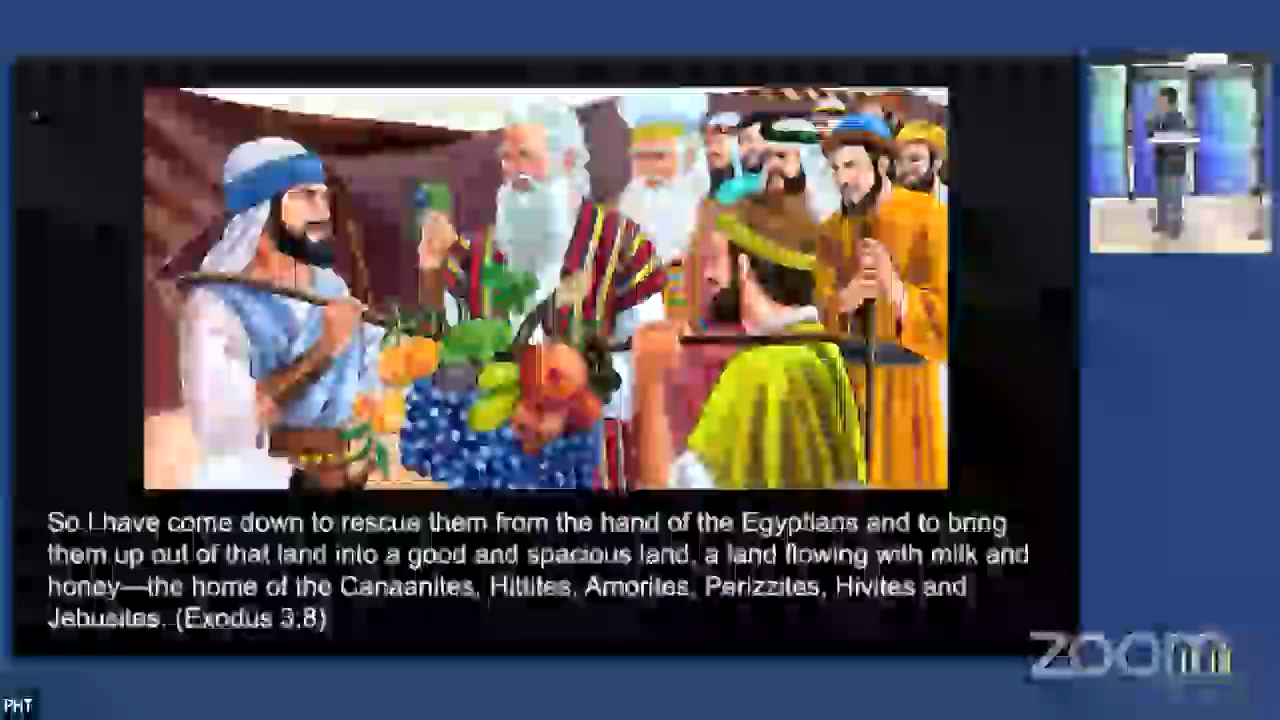 So I have come down to rescue them from the hand of the Egyptians and to bring
them up out of that land into a good and spacious land, a land flowing with milk and
honey—the home of the Canaanites, Hittites, Amorites, Perizzites, Hivites and
Jebusites. (Exodus 3:8)
zoom
PHT